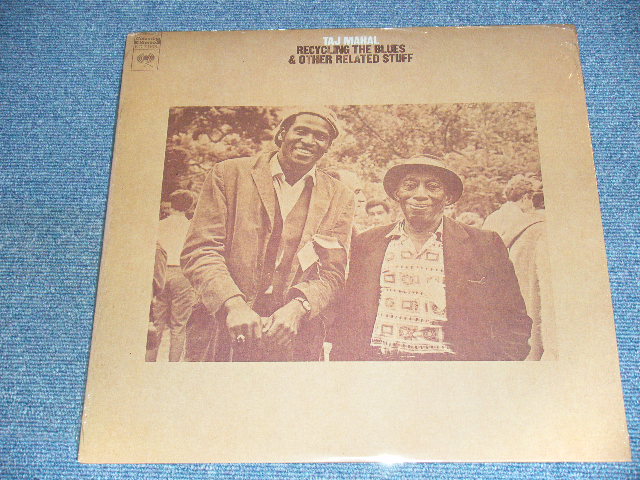 TAJ MAHAL
RECYCLING THE BLUES
& OTHER RELATED STUFF